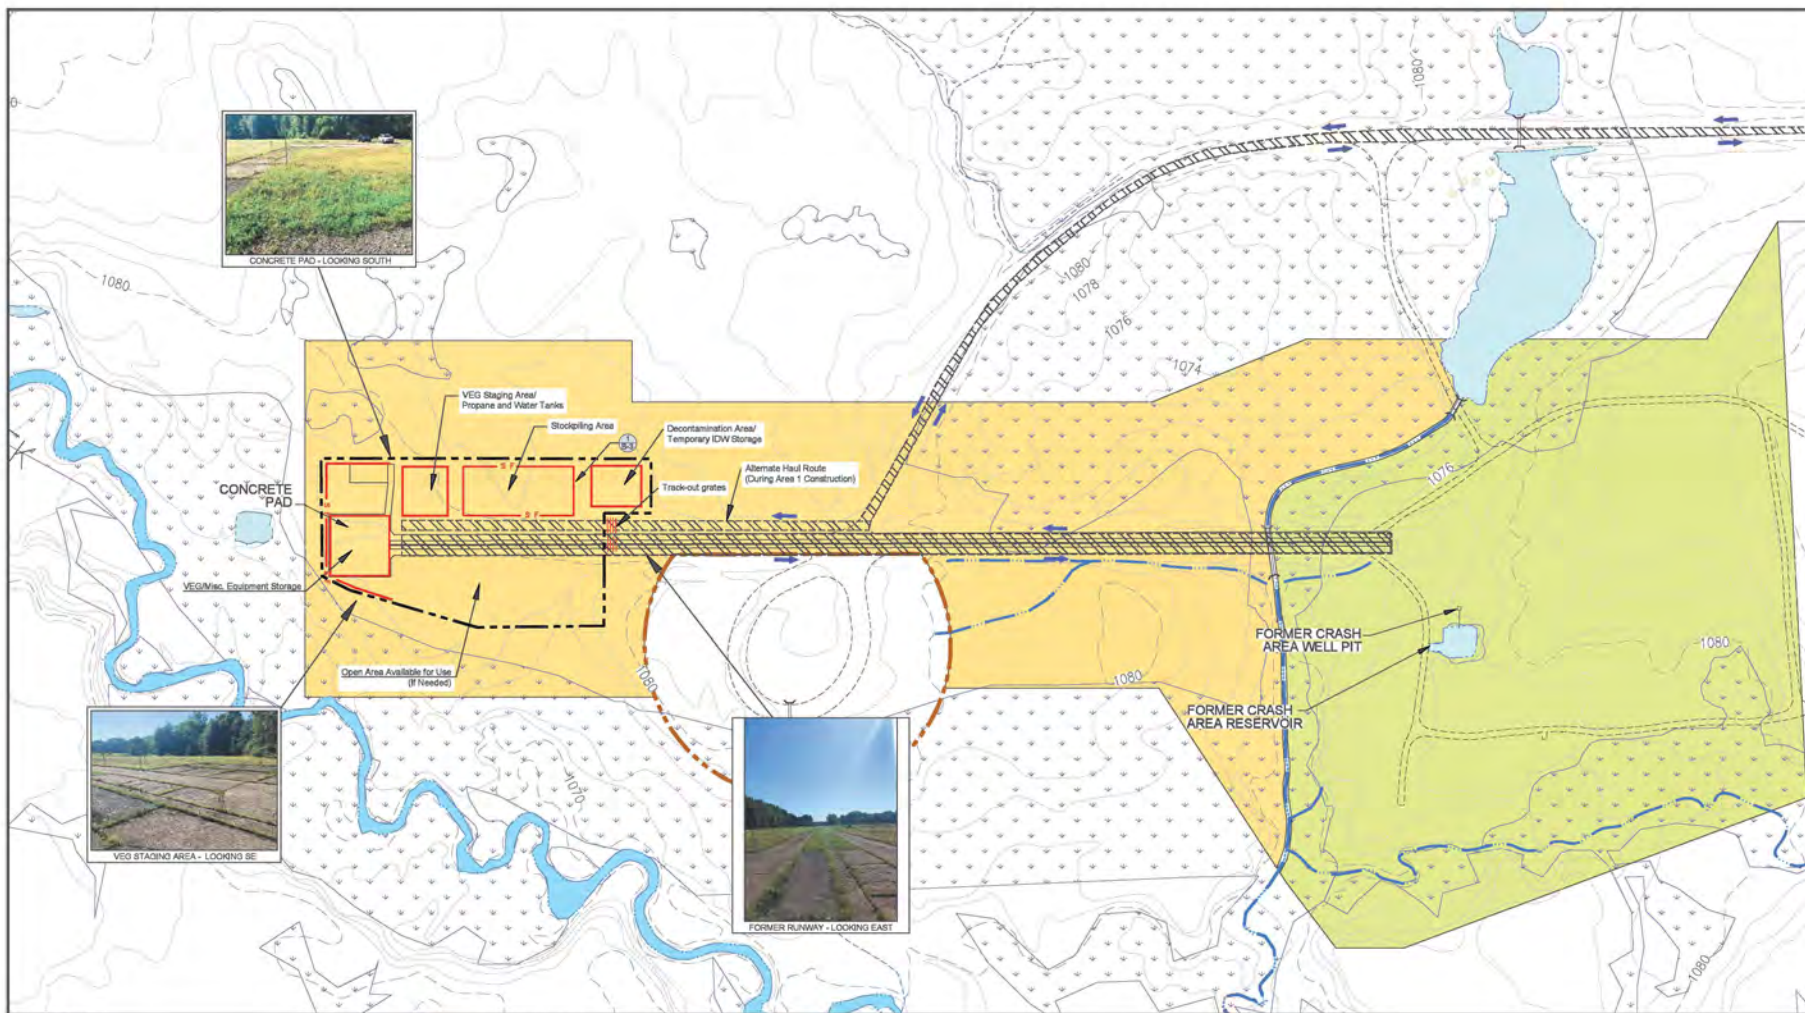 1080
0
CONCRETE PAD - LOOKING SOUTH
1080
1080
1078
1076
1074
VEG Staging Area/
Propane and Water Tanks
Stockpiling Area
1
Decontamination Area/
Temporary IDW Storage
S F
Alternate Haul Route
(During Area 1 Construction)
Track-out grates
1076
CONCRETE
PAD
S F
VEG/Misc. Equipment Storage
FORMER CRASH
AREA WELL PIT
Open Area Available for Use
(If Needed)
1080
1080
1080
FORMER CRASH
AREA RESERVOIR
1070
VEG STAGING AREA - LOOKING SE
FORMER RUNWAY - LOOKING EAST
1080